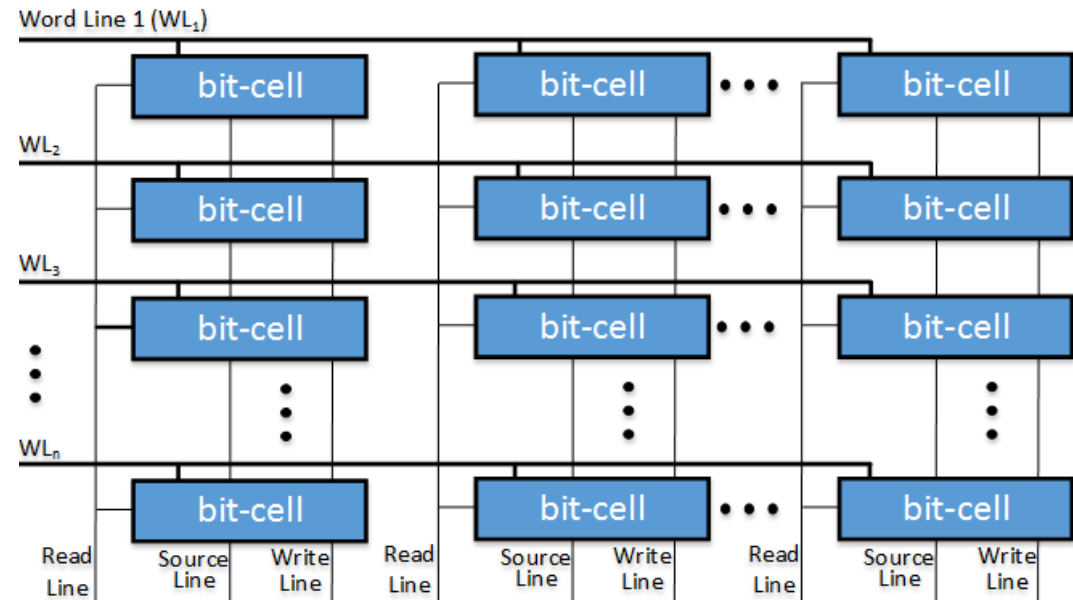 Word Line 1 (WL₁)
bit-cell bit-cell bit-cell
WL₂
bit-cell bit-cell bit-cell
WL₃
bit-cell bit-cell bit-cell
WLₙ
bit-cell bit-cell bit-cell
Read Source Write Read Source Write Read Source Write
Line Line Line Line Line Line Line Line Line